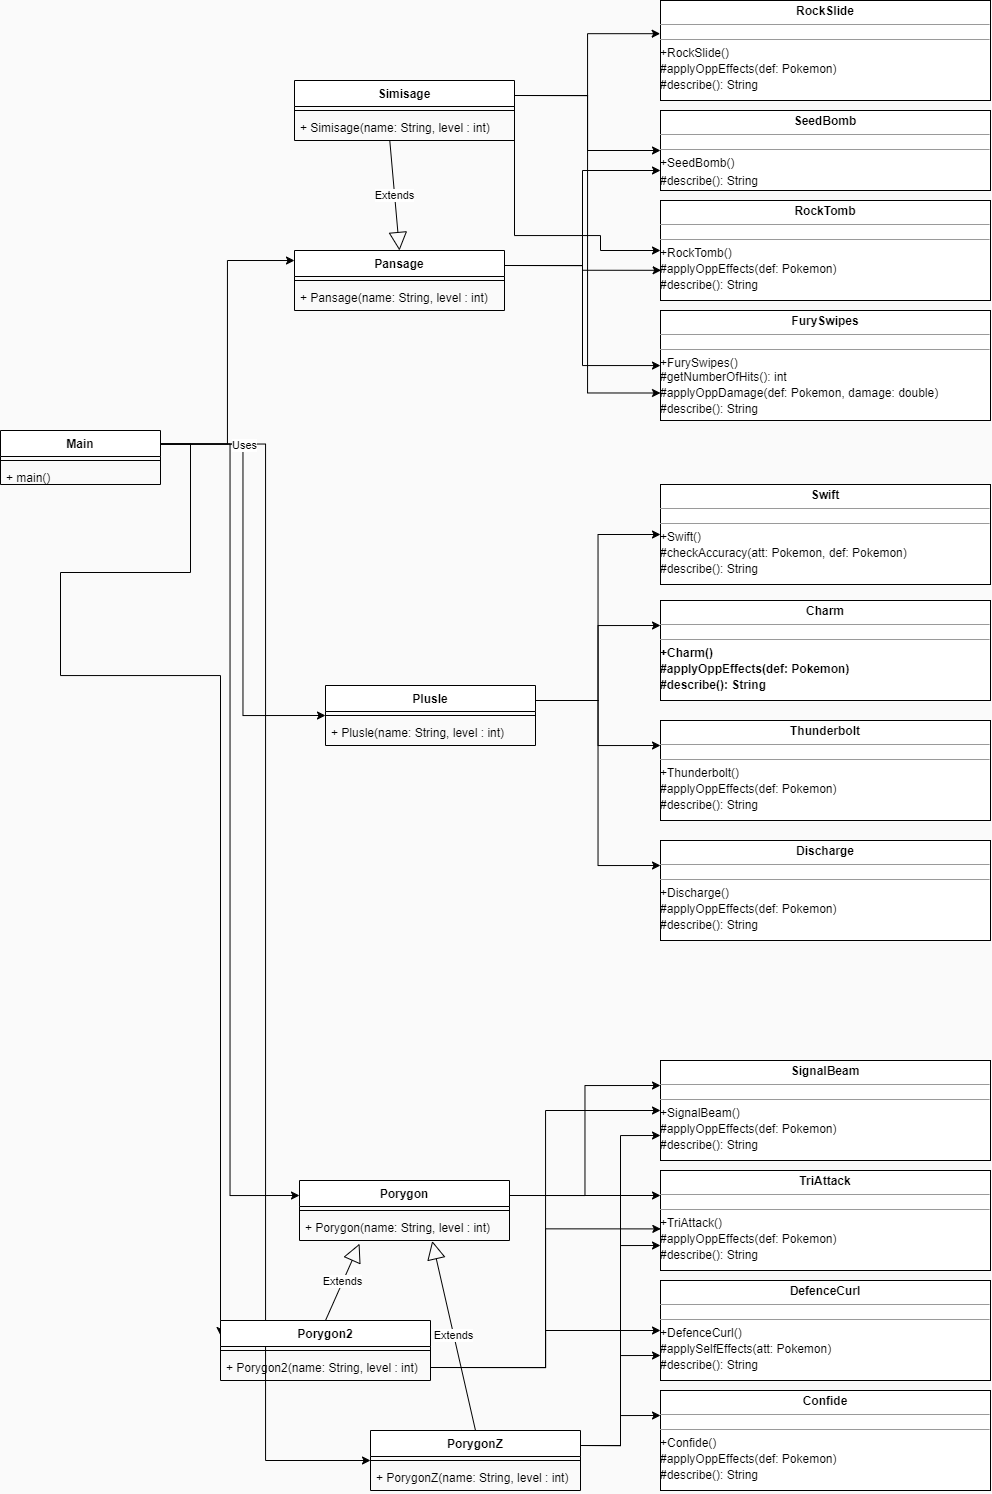 RockSlide
+RockSlide()
#applyOppEffects(def: Pokemon)
#describe(): String
Simisage
+ Simisage(name: String, level : int)
SeedBomb
+SeedBomb()
#describe(): String
Extends
RockTomb
+RockTomb()
#applyOppEffects(def: Pokemon)
#describe(): String
Pansage
+ Pansage(name: String, level : int)
FurySwipes
+FurySwipes()
#getNumberOfHits(): int
#applyOppDamage(def: Pokemon, damage: double)
#describe(): String
Main
+ main()
Uses
Swift
+Swift()
#checkAccuracy(att: Pokemon, def: Pokemon)
#describe(): String
Charm
+Charm()
#applyOppEffects(def: Pokemon)
#describe(): String
Plusle
+ Plusle(name: String, level : int)
Thunderbolt
+Thunderbolt()
#applyOppEffects(def: Pokemon)
#describe(): String
Discharge
+Discharge()
#applyOppEffects(def: Pokemon)
#describe(): String
SignalBeam
+SignalBeam()
#applyOppEffects(def: Pokemon)
#describe(): String
Porygon
+ Porygon(name: String, level : int)
TriAttack
+TriAttack()
#applyOppEffects(def: Pokemon)
#describe(): String
Extends
Porygon2
+ Porygon2(name: String, level : int)
Extends
DefenceCurl
+DefenceCurl()
#applySelfEffects(att: Pokemon)
#describe(): String
PorygonZ
+ PorygonZ(name: String, level : int)
Confide
+Confide()
#applyOppEffects(def: Pokemon)
#describe(): String